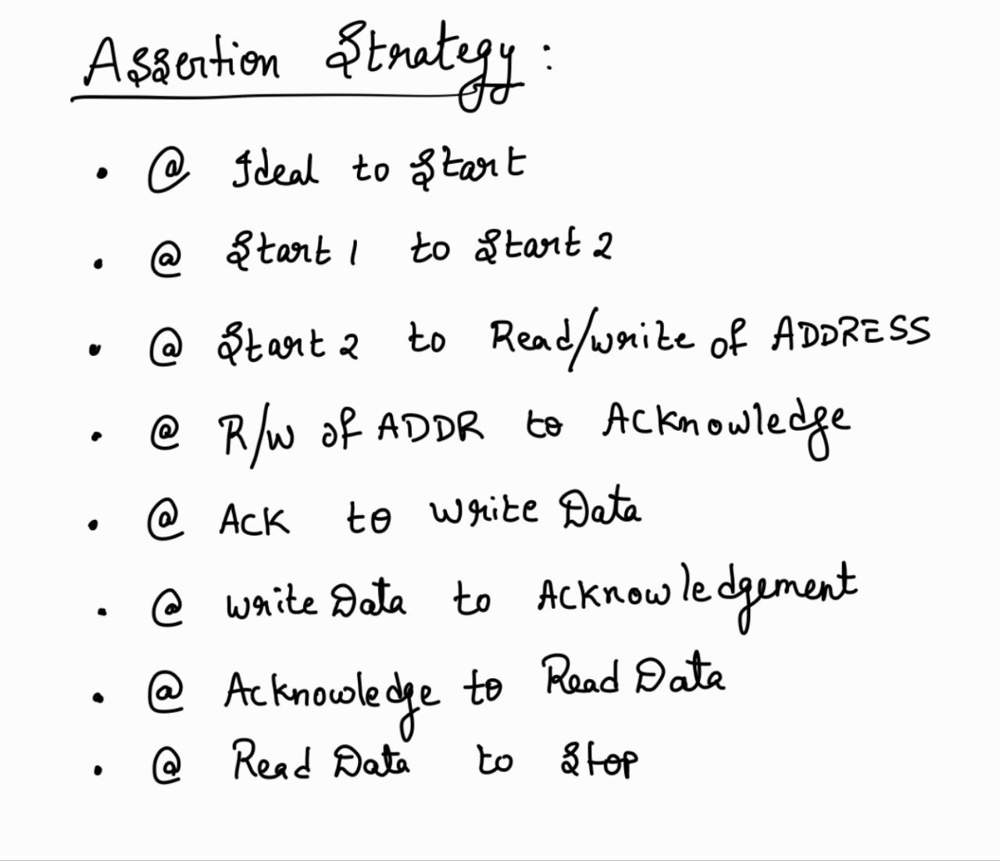 Assertion Strategy :
• @ Ideal to Start
• @ Start 1 to Start 2
• @ Start 2 to Read/write of ADDRESS
• @ R/W of ADDR to Acknowledge
• @ ACK to Write Data
• @ write Data to Acknowledgement
• @ Acknowledge to Read Data
• @ Read Data to Stop